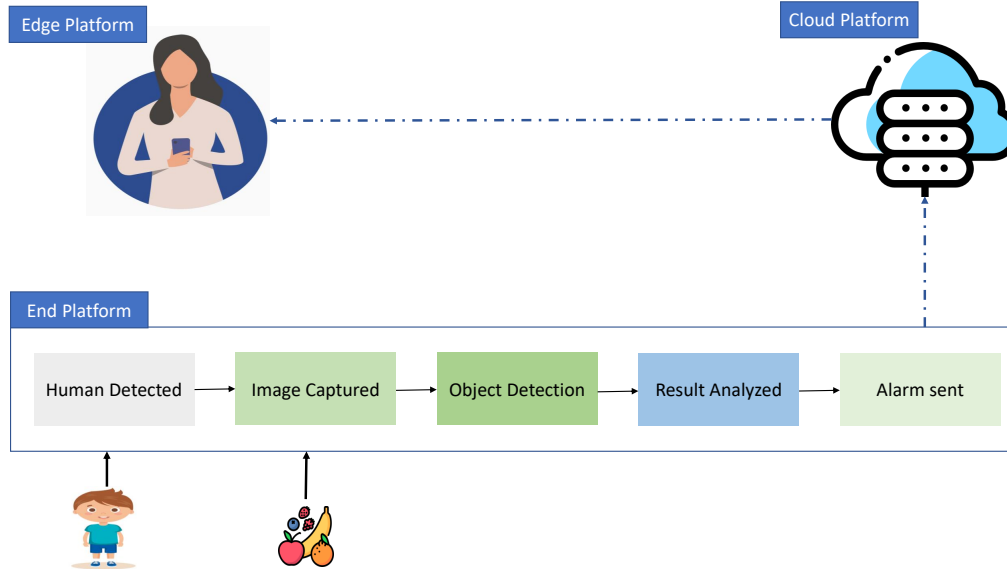 Edge Platform
Cloud Platform
End Platform
Human Detected
Image Captured
Object Detection
Result Analyzed
Alarm sent